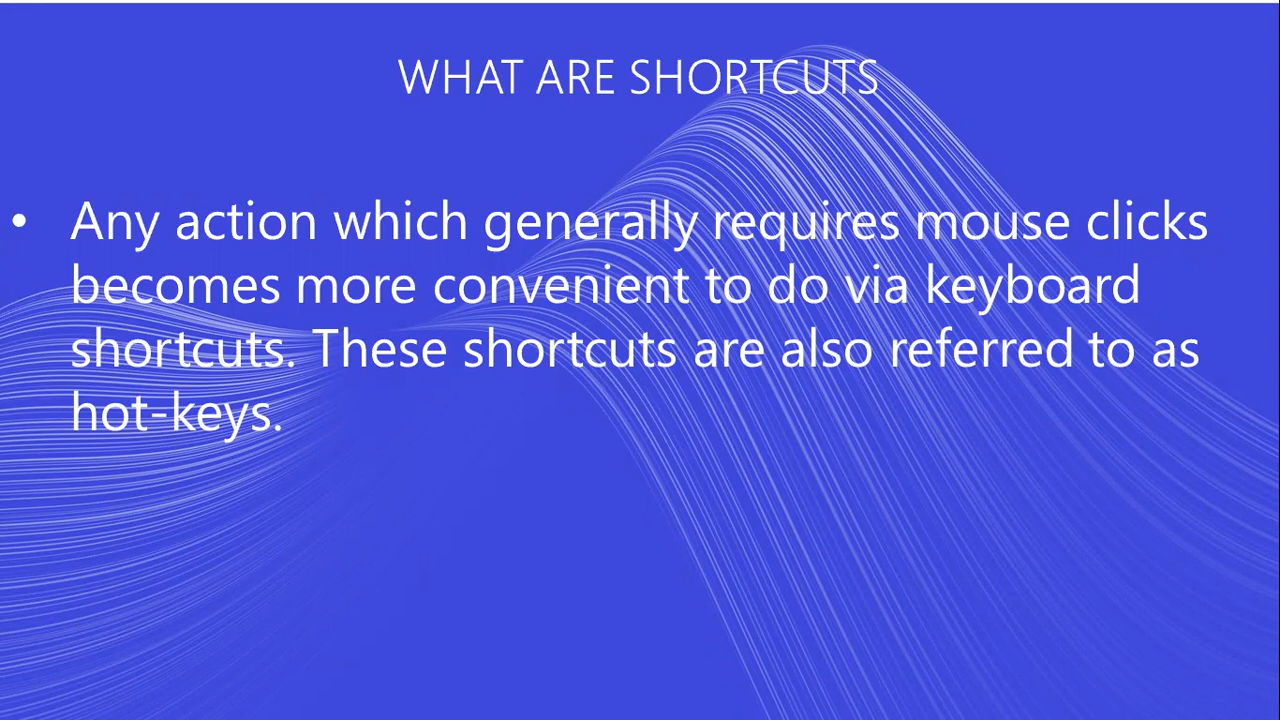 WHAT ARE SHORTCUTS
• Any action which generally requires mouse clicks
becomes more convenient to do via keyboard
shortcuts. These shortcuts are also referred to as
hot-keys.